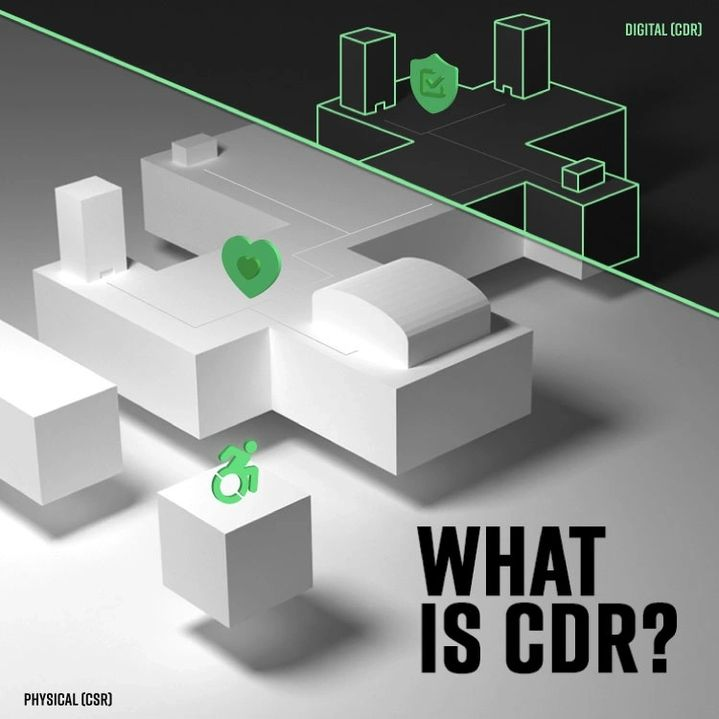 DIGITAL (CDR)
WHAT
IS CDR?
PHYSICAL (CSR)